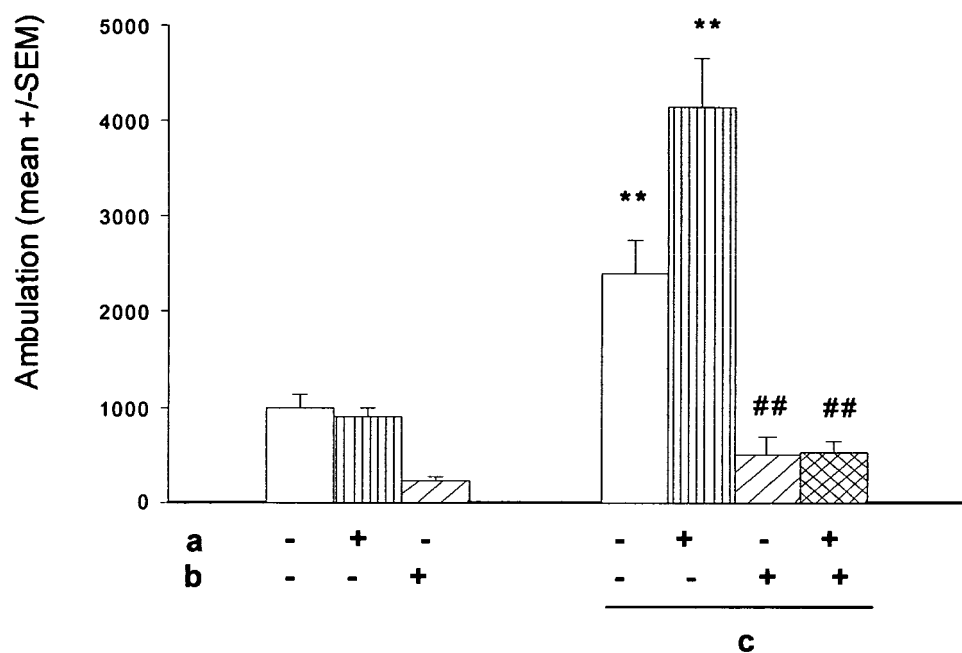 Ambulation (mean +/-SEM)
5000
4000
3000
2000
1000
0
**
**
##
##
a - + - - + - +
b - - + - - + +
c